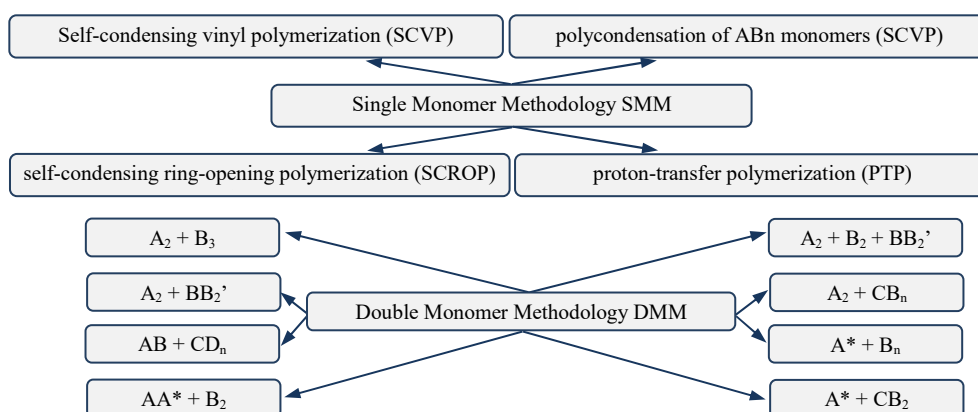 Self-condensing vinyl polymerization (SCVP)
polycondensation of ABn monomers (SCVP)
Single Monomer Methodology SMM
self-condensing ring-opening polymerization (SCROP)
proton-transfer polymerization (PTP)
A₂ + B₃
A₂ + B₂ + BB₂’
A₂ + BB₂’
A₂ + CBₙ
Double Monomer Methodology DMM
AB + CDₙ
A* + Bₙ
AA* + B₂
A* + CB₂